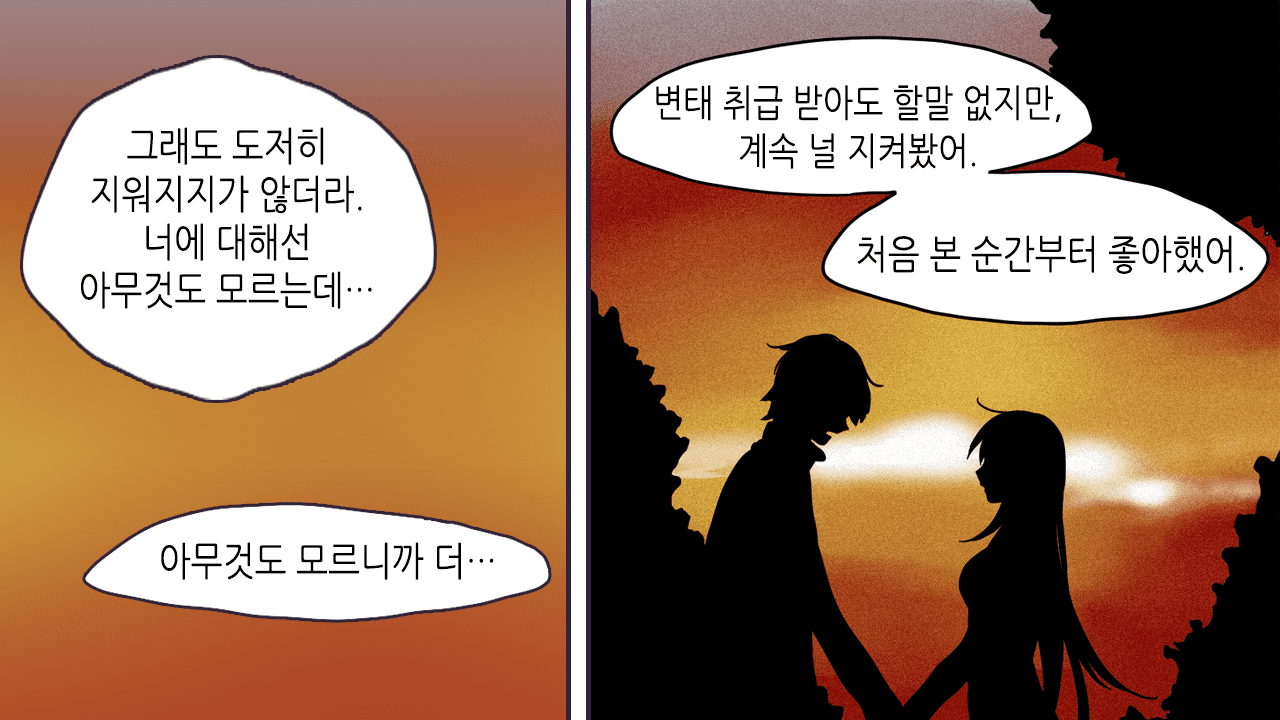 그래도 도저히
지워지지가 않더라.
너에 대해선
아무것도 모르는데…
아무것도 모르니까 더…
변태 취급 받아도 할말 없지만,
계속 널 지켜봤어.
처음 본 순간부터 좋아했어.